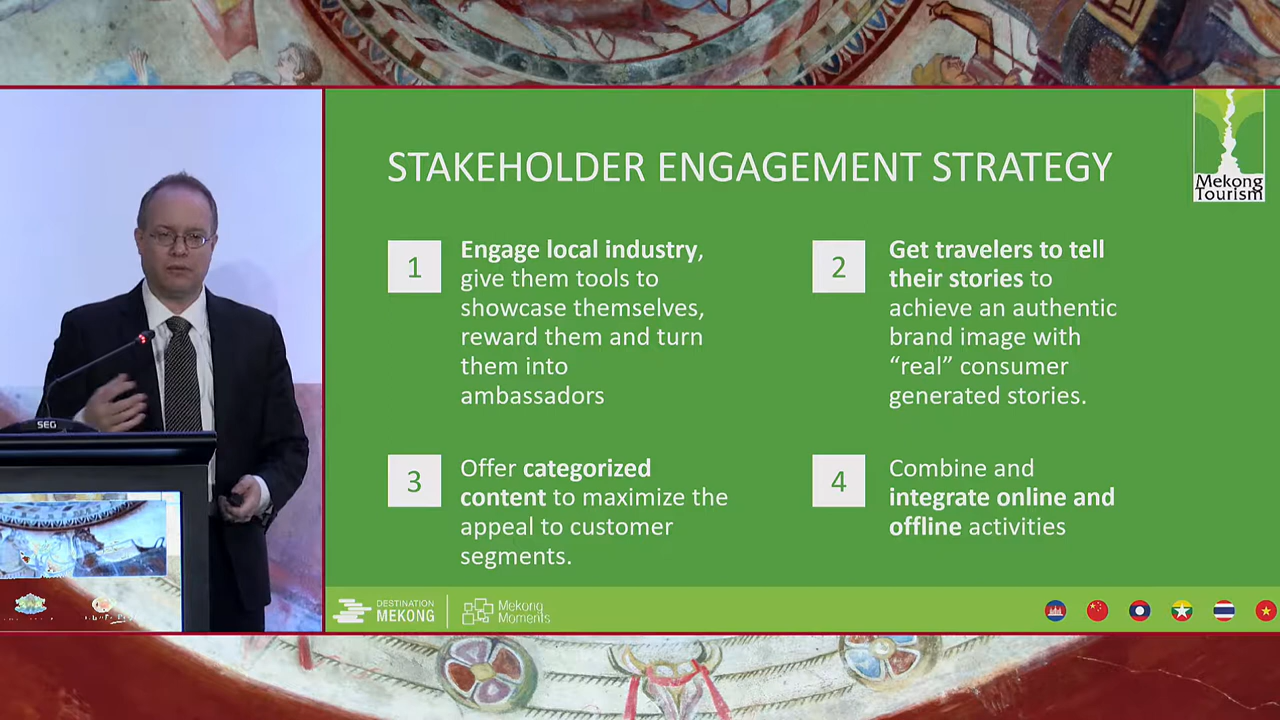 STAKEHOLDER ENGAGEMENT STRATEGY
Mekong
Tourism
1
Engage local industry,
give them tools to
showcase themselves,
reward them and turn
them into
ambassadors
2
Get travelers to tell
their stories to
achieve an authentic
brand image with
“real” consumer
generated stories.
3
Offer categorized
content to maximize the
appeal to customer
segments.
4
Combine and
integrate online and
offline activities
SEG
DESTINATION
MEKONG
Mekong
Moments